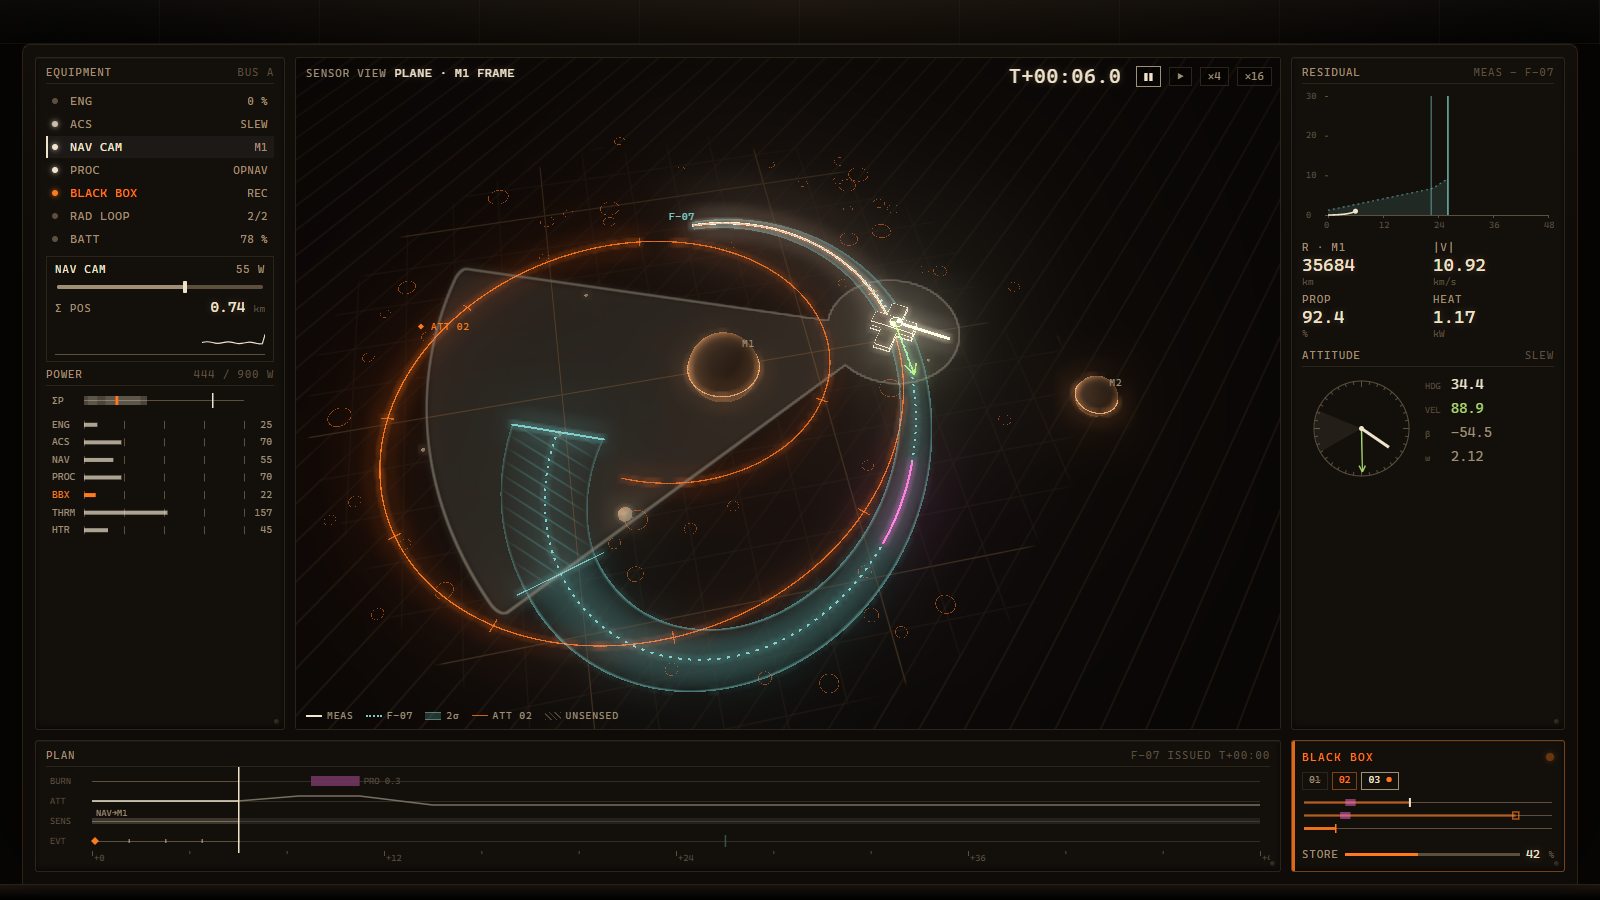 EQUIPMENT BUS A
ENG 0 %
ACS SLEW
NAV CAM M1
PROC OPNAV
BLACK BOX REC
RAD LOOP 2/2
BATT 78 %
NAV CAM 55 W
Σ POS 0.74 km
POWER 444 / 900 W
ΣP
ENG 25
ACS 70
NAV 55
PROC 70
BBX 22
THRM 157
HTR 45
SENSOR VIEW PLANE · M1 FRAME
T+00:06.0 ×4 ×16
F-07
ATT 02
M1
M2
MEAS F-07 2σ ATT 02 UNSENSED
RESIDUAL MEAS − F-07
30
20
10
0
0 12 24 36 48
R · M1 |V|
35684 10.92
km km/s
PROP HEAT
92.4 1.17
% kW
ATTITUDE SLEW
HDG 34.4
VEL 88.9
β −54.5
ω 2.12
PLAN F-07 ISSUED T+00:00
BURN PRO 0.3
ATT
NAV→M1
SENS
EVT
+0 +12 +24 +36
BLACK BOX
01 02 03
STORE 42 %